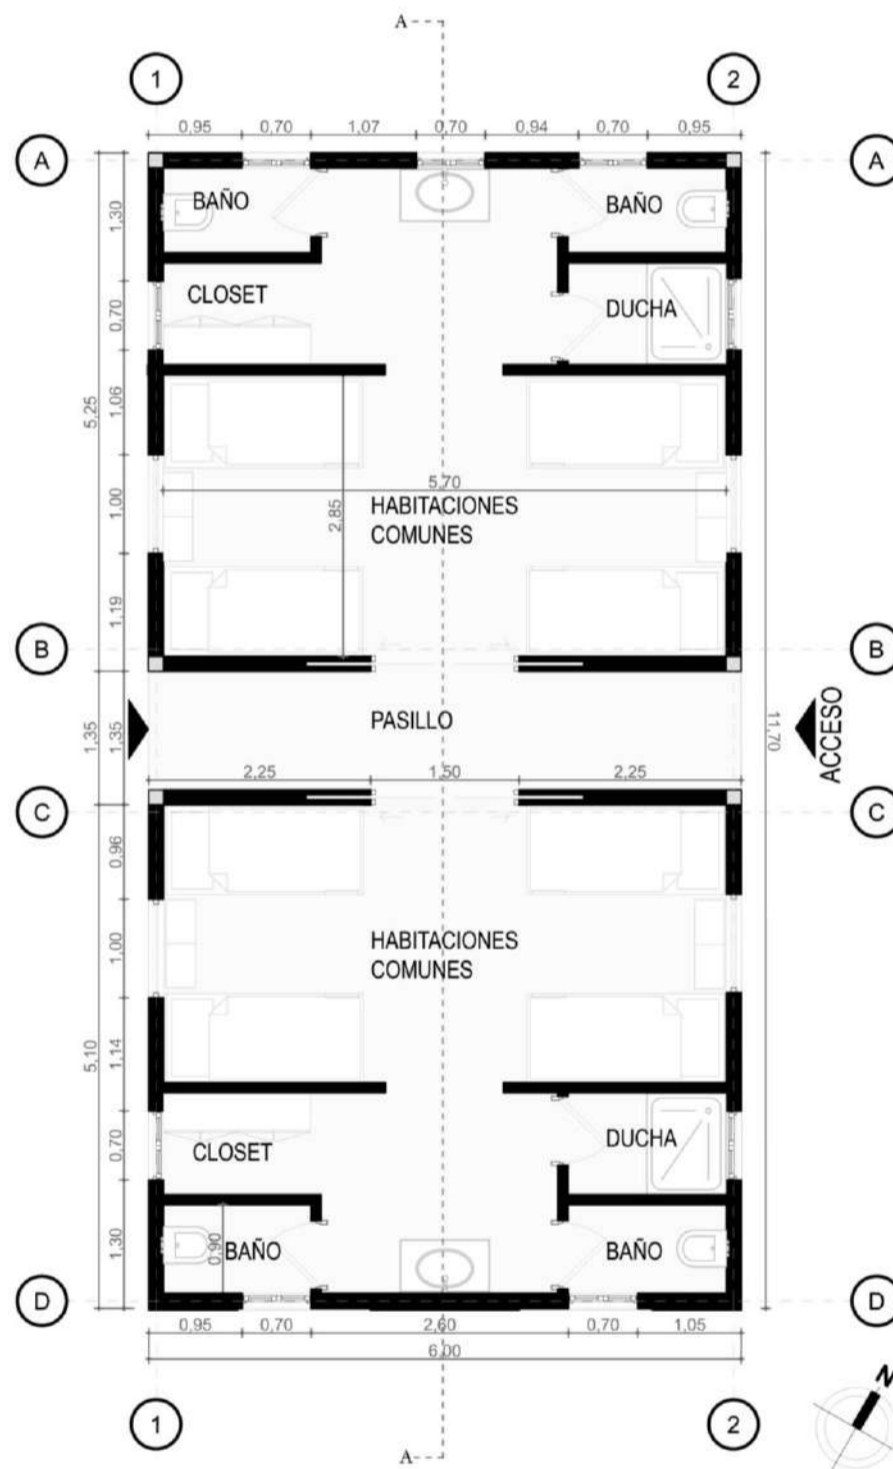 A
1
2
0,95 0,70 1,07 0,70 0,94 0,70 0,95
A
A
BAÑO
BAÑO
1,30
CLOSET
DUCHA
0,70
5,25
1,06
5,70
HABITACIONES
COMUNES
2,85
1,00
1,19
B
B
PASILLO
1,35
1,35
11,70
ACCESO
2,25 1,50 2,25
C
C
0,96
HABITACIONES
COMUNES
1,00
5,10
1,14
DUCHA
CLOSET
0,70
BAÑO
BAÑO
0,90
1,30
D
D
0,95 0,70 2,60 0,70 1,05
6,00
N
1
2
A